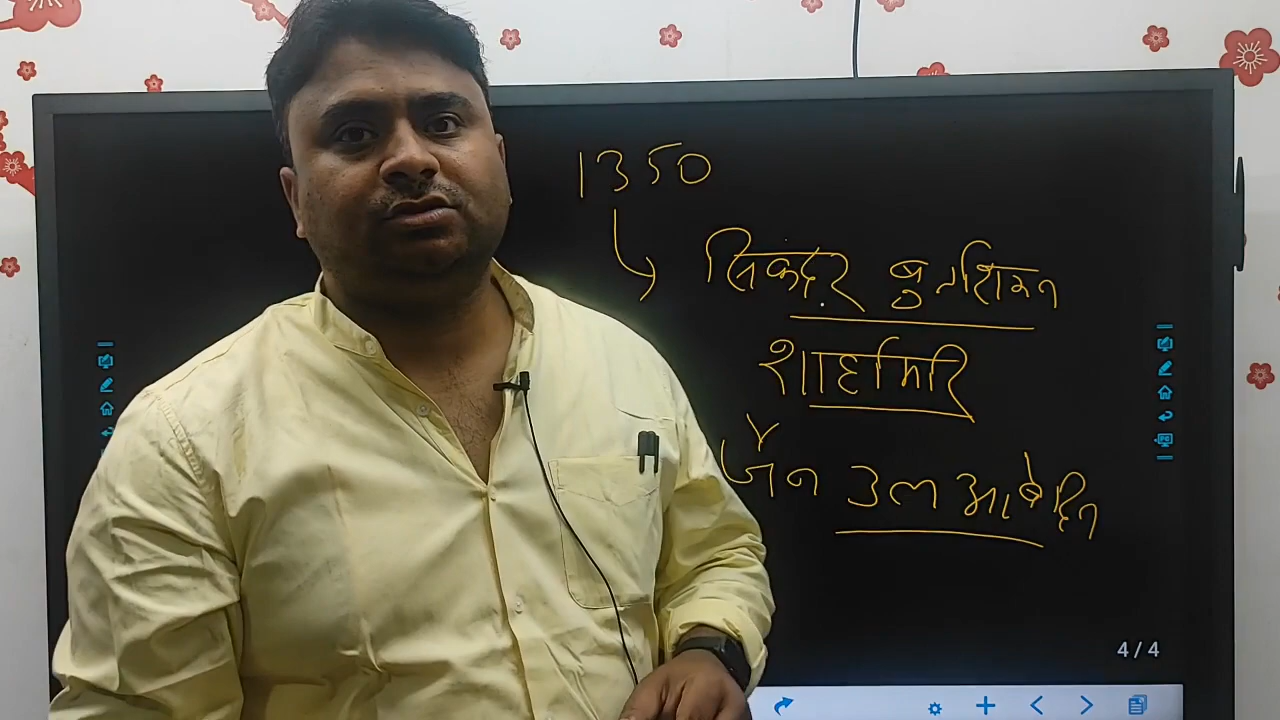 1350
सिकंदर बुतशिकन
शाहमिरि
जैन उल आबेदिन
4/4